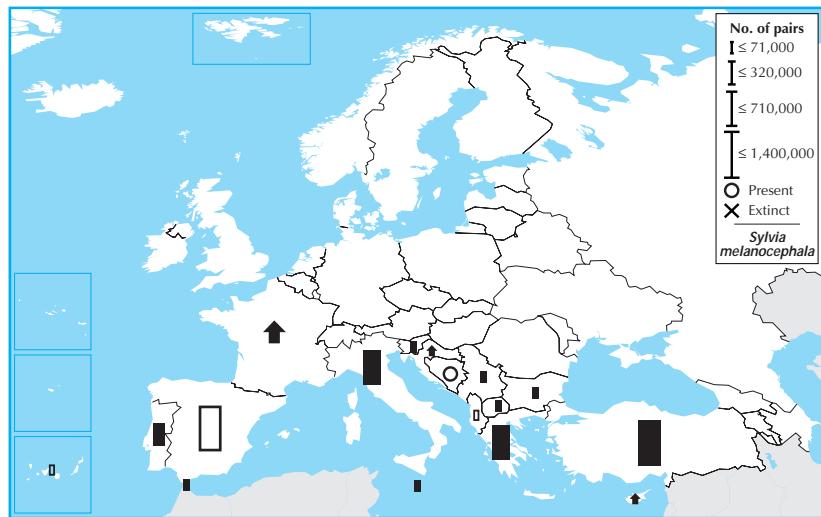 No. of pairs
≤ 71,000
≤ 320,000
≤ 710,000
≤ 1,400,000
Present
Extinct
Sylvia
melanocephala